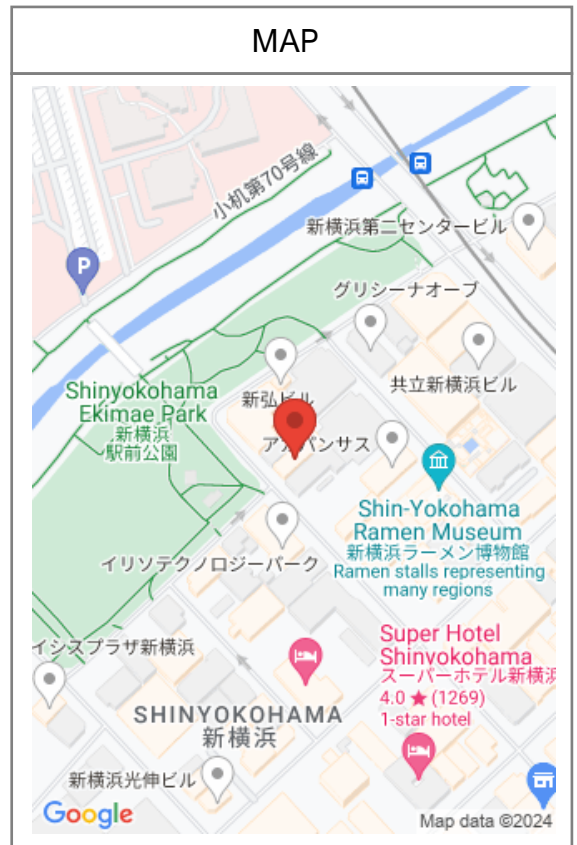 MAP
小机第70号線
新横浜第二センタービル
グリシーナオーブ
P
共立新横浜ビル
Shinyokohama
Ekimae Park
新横浜
駅前公園
新弘ビル
アルバンサス
Shin-Yokohama
Ramen Museum
新横浜ラーメン博物館
Ramen stalls representing
many regions
イリソテクノロジーパーク
Super Hotel
Shinyokohama
スーパーホテル新横浜
4.0 ★ (1269)
1-star hotel
イシスプラザ新横浜
SHINYOKOHAMA
新横浜
新横浜光伸ビル
Google
Map data ©2024